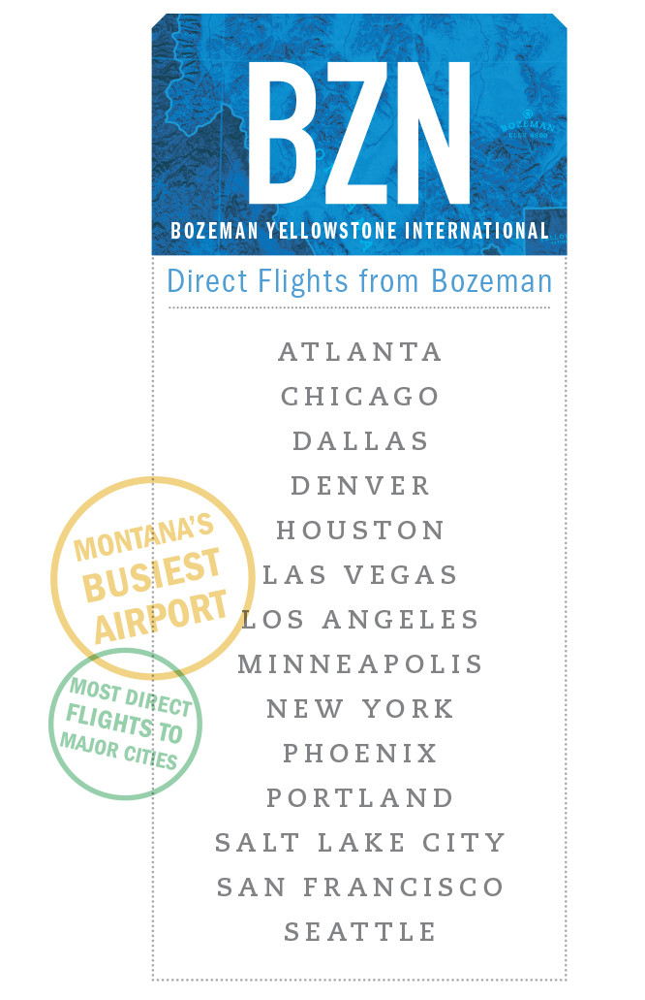 BZN
BOZEMAN
BOZEMAN YELLOWSTONE INTERNATIONAL
Direct Flights from Bozeman
ATLANTA
CHICAGO
DALLAS
DENVER
HOUSTON
LAS VEGAS
LOS ANGELES
MINNEAPOLIS
NEW YORK
PHOENIX
PORTLAND
SALT LAKE CITY
SAN FRANCISCO
SEATTLE
MONTANA'S
BUSIEST
AIRPORT
MOST DIRECT
FLIGHTS TO
MAJOR CITIES